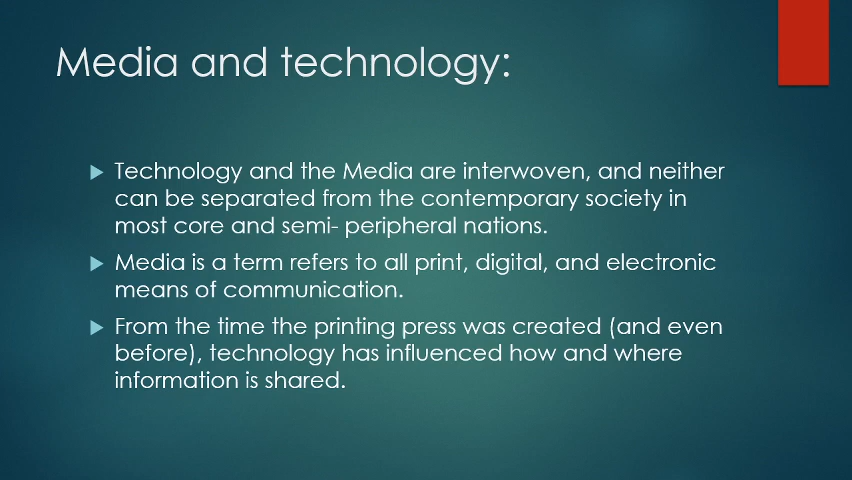 Media and technology:
Technology and the Media are interwoven, and neither
can be separated from the contemporary society in
most core and semi- peripheral nations.
Media is a term refers to all print, digital, and electronic
means of communication.
From the time the printing press was created (and even
before), technology has influenced how and where
information is shared.